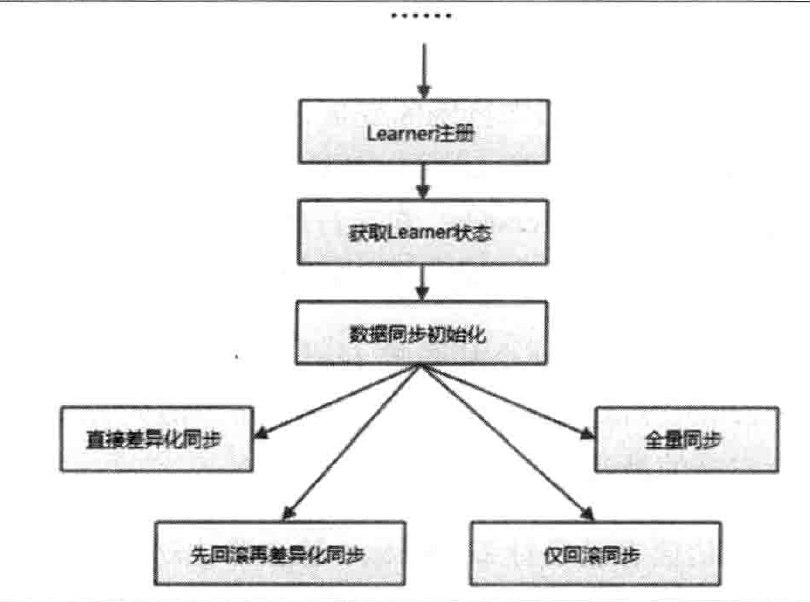 ......
Learner注册
获取Learner状态
数据同步初始化
直接差异化同步
全量同步
先回滚再差异化同步
仅回滚同步